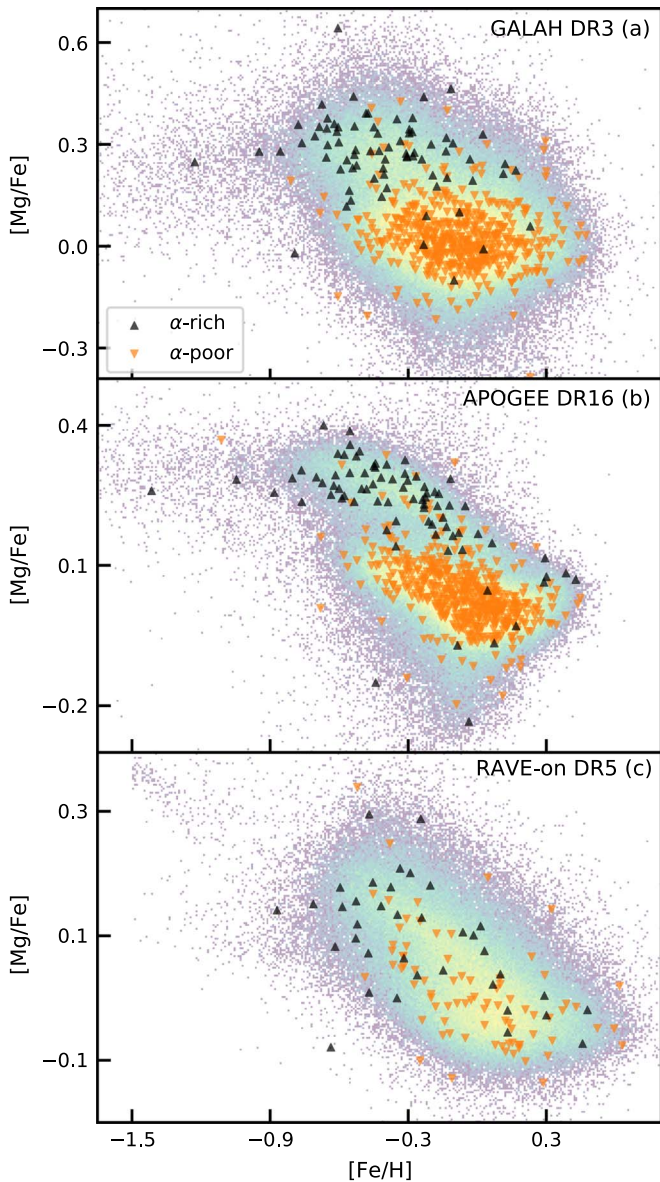 GALAH DR3 (a)
0.6
0.3
0.0
−0.3
[Mg/Fe]
α-rich
α-poor
APOGEE DR16 (b)
0.4
0.1
−0.2
[Mg/Fe]
RAVE-on DR5 (c)
0.3
0.1
−0.1
[Mg/Fe]
−1.5 −0.9 −0.3 0.3
[Fe/H]